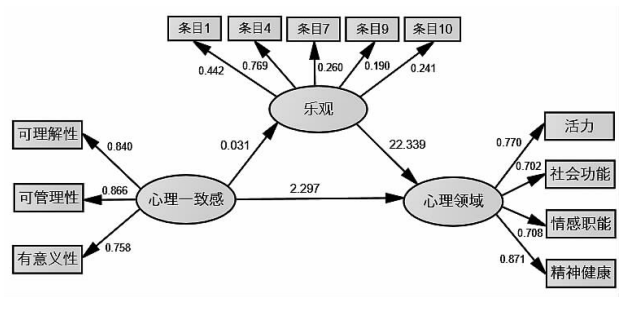 条目1 条目4 条目7 条目9 条目10
0.442 0.769 0.260 0.190 0.241
乐观
可理解性
0.840
0.031
22.339
活力
0.770
社会功能
0.702
可管理性
0.866
心理一致感
2.297
心理领域
情感职能
0.708
有意义性
0.758
0.871
精神健康